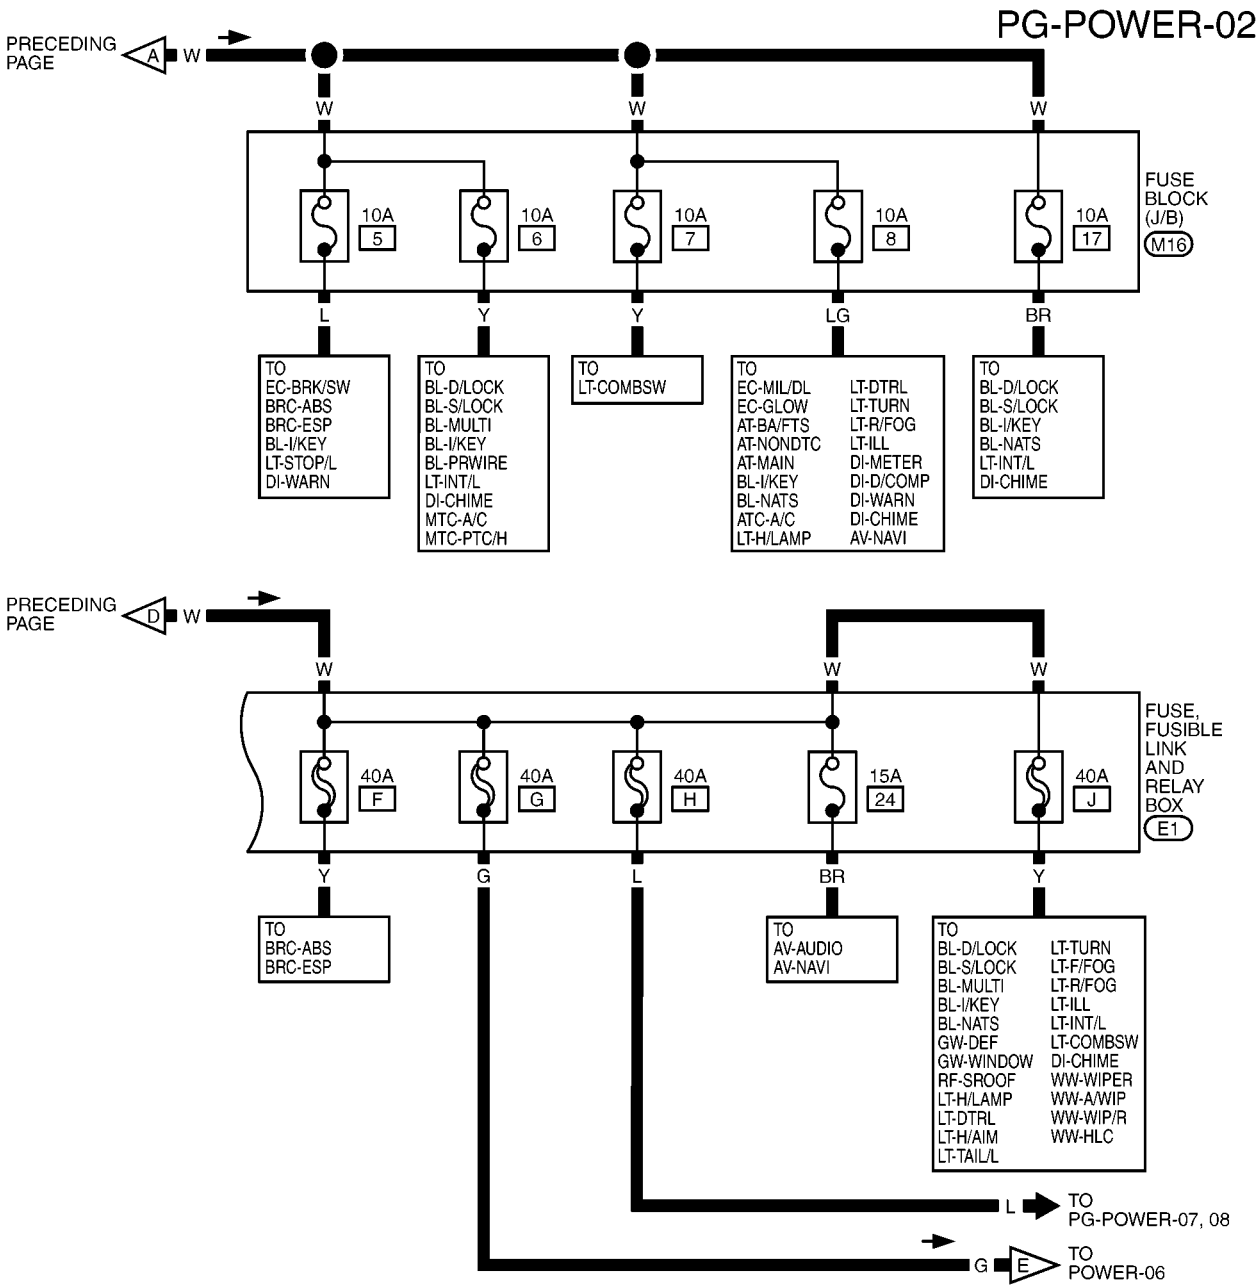 PG-POWER-02
PRECEDING
PAGE
A
W
W
W
W
10A
5
10A
6
10A
7
10A
8
10A
17
FUSE
BLOCK
(J/B)
M16
L
Y
Y
LG
BR
TO
EC-BRK/SW
BRC-ABS
BRC-ESP
BL-I/KEY
LT-STOP/L
DI-WARN
TO
BL-D/LOCK
BL-S/LOCK
BL-MULTI
BL-I/KEY
BL-PRWIRE
LT-INT/L
DI-CHIME
MTC-A/C
MTC-PTC/H
TO
LT-COMBSW
TO
EC-MIL/DL
EC-GLOW
AT-BA/FTS
AT-NONDTC
AT-MAIN
BL-I/KEY
BL-NATS
ATC-A/C
LT-H/LAMP
LT-DTRL
LT-TURN
LT-R/FOG
LT-ILL
DI-METER
DI-D/COMP
DI-WARN
DI-CHIME
AV-NAVI
TO
BL-D/LOCK
BL-S/LOCK
BL-I/KEY
BL-NATS
LT-INT/L
DI-CHIME
PRECEDING
PAGE
D
W
W
W
W
40A
F
40A
G
40A
H
15A
24
40A
J
FUSE,
FUSIBLE
LINK
AND
RELAY
BOX
E1
Y
G
L
BR
Y
TO
BRC-ABS
BRC-ESP
TO
AV-AUDIO
AV-NAVI
TO
BL-D/LOCK
BL-S/LOCK
BL-MULTI
BL-I/KEY
BL-NATS
GW-DEF
GW-WINDOW
RF-SROOF
LT-H/LAMP
LT-DTRL
LT-H/AIM
LT-TAIL/L
LT-TURN
LT-F/FOG
LT-R/FOG
LT-ILL
LT-INT/L
LT-COMBSW
DI-CHIME
WW-WIPER
WW-A/WIP
WW-WIP/R
WW-HLC
L
TO
PG-POWER-07, 08
G
E
TO
POWER-06